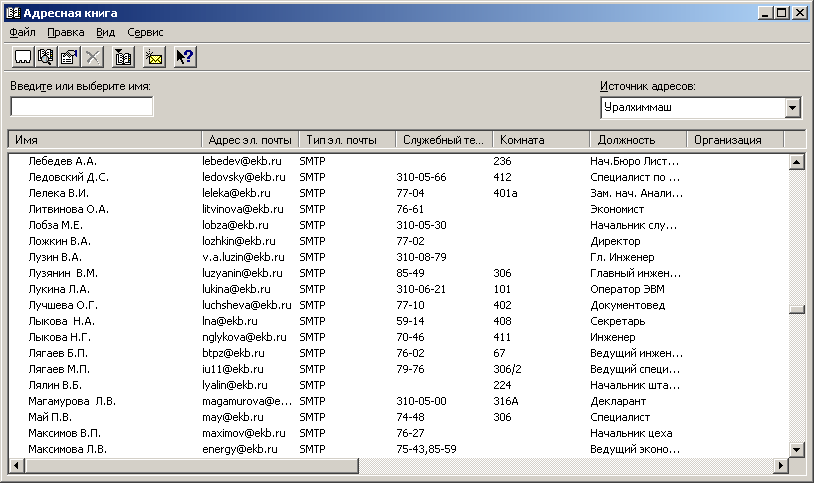 Адресная книга
Файл Правка Вид Сервис
Введите или выберите имя: Источник адресов:
Уралхиммаш
Имя Адрес эл. почты Тип эл. почты Служебный те... Комната Должность Организация
Лебедев А.А. lebedev@ekb.ru SMTP 236 Нач.Бюро Лист...
Ледовский Д.С. ledovsky@ekb.ru SMTP 310-05-66 412 Специалист по ...
Лелека В.И. leleka@ekb.ru SMTP 77-04 401а Зам. нач. Анали...
Литвинова О.А. litvinova@ekb.ru SMTP 76-61 Экономист
Лобза М.Е. lobza@ekb.ru SMTP 310-05-30 Начальник слу...
Ложкин В.А. lozhkin@ekb.ru SMTP 77-02 Директор
Лузин В.А. v.a.luzin@ekb.ru SMTP 310-08-79 Гл. Инженер
Лузянин В.М. luzyanin@ekb.ru SMTP 85-49 306 Главный инжен...
Лукина Л.А. lukina@ekb.ru SMTP 310-06-21 101 Оператор ЭВМ
Лучшева О.Г. luchsheva@ekb.ru SMTP 77-10 402 Документовед
Лыкова Н.А. lna@ekb.ru SMTP 59-14 408 Секретарь
Лыкова Н.Г. nglykova@ekb.ru SMTP 70-46 411 Инженер
Лягаев Б.П. btpz@ekb.ru SMTP 76-02 67 Ведущий инжен...
Лягаев М.П. iu11@ekb.ru SMTP 79-76 306/2 Ведущий специ...
Лялин В.Б. lyalin@ekb.ru SMTP 224 Начальник шта...
Магамурова Л.В. magamurova@e... SMTP 310-05-00 316А Декларант
Май П.В. may@ekb.ru SMTP 74-48 306 Специалист
Максимов В.П. maximov@ekb.ru SMTP 76-27 Начальник цеха
Максимова Л.В. energy@ekb.ru SMTP 75-43,85-59 Ведущий эконо...